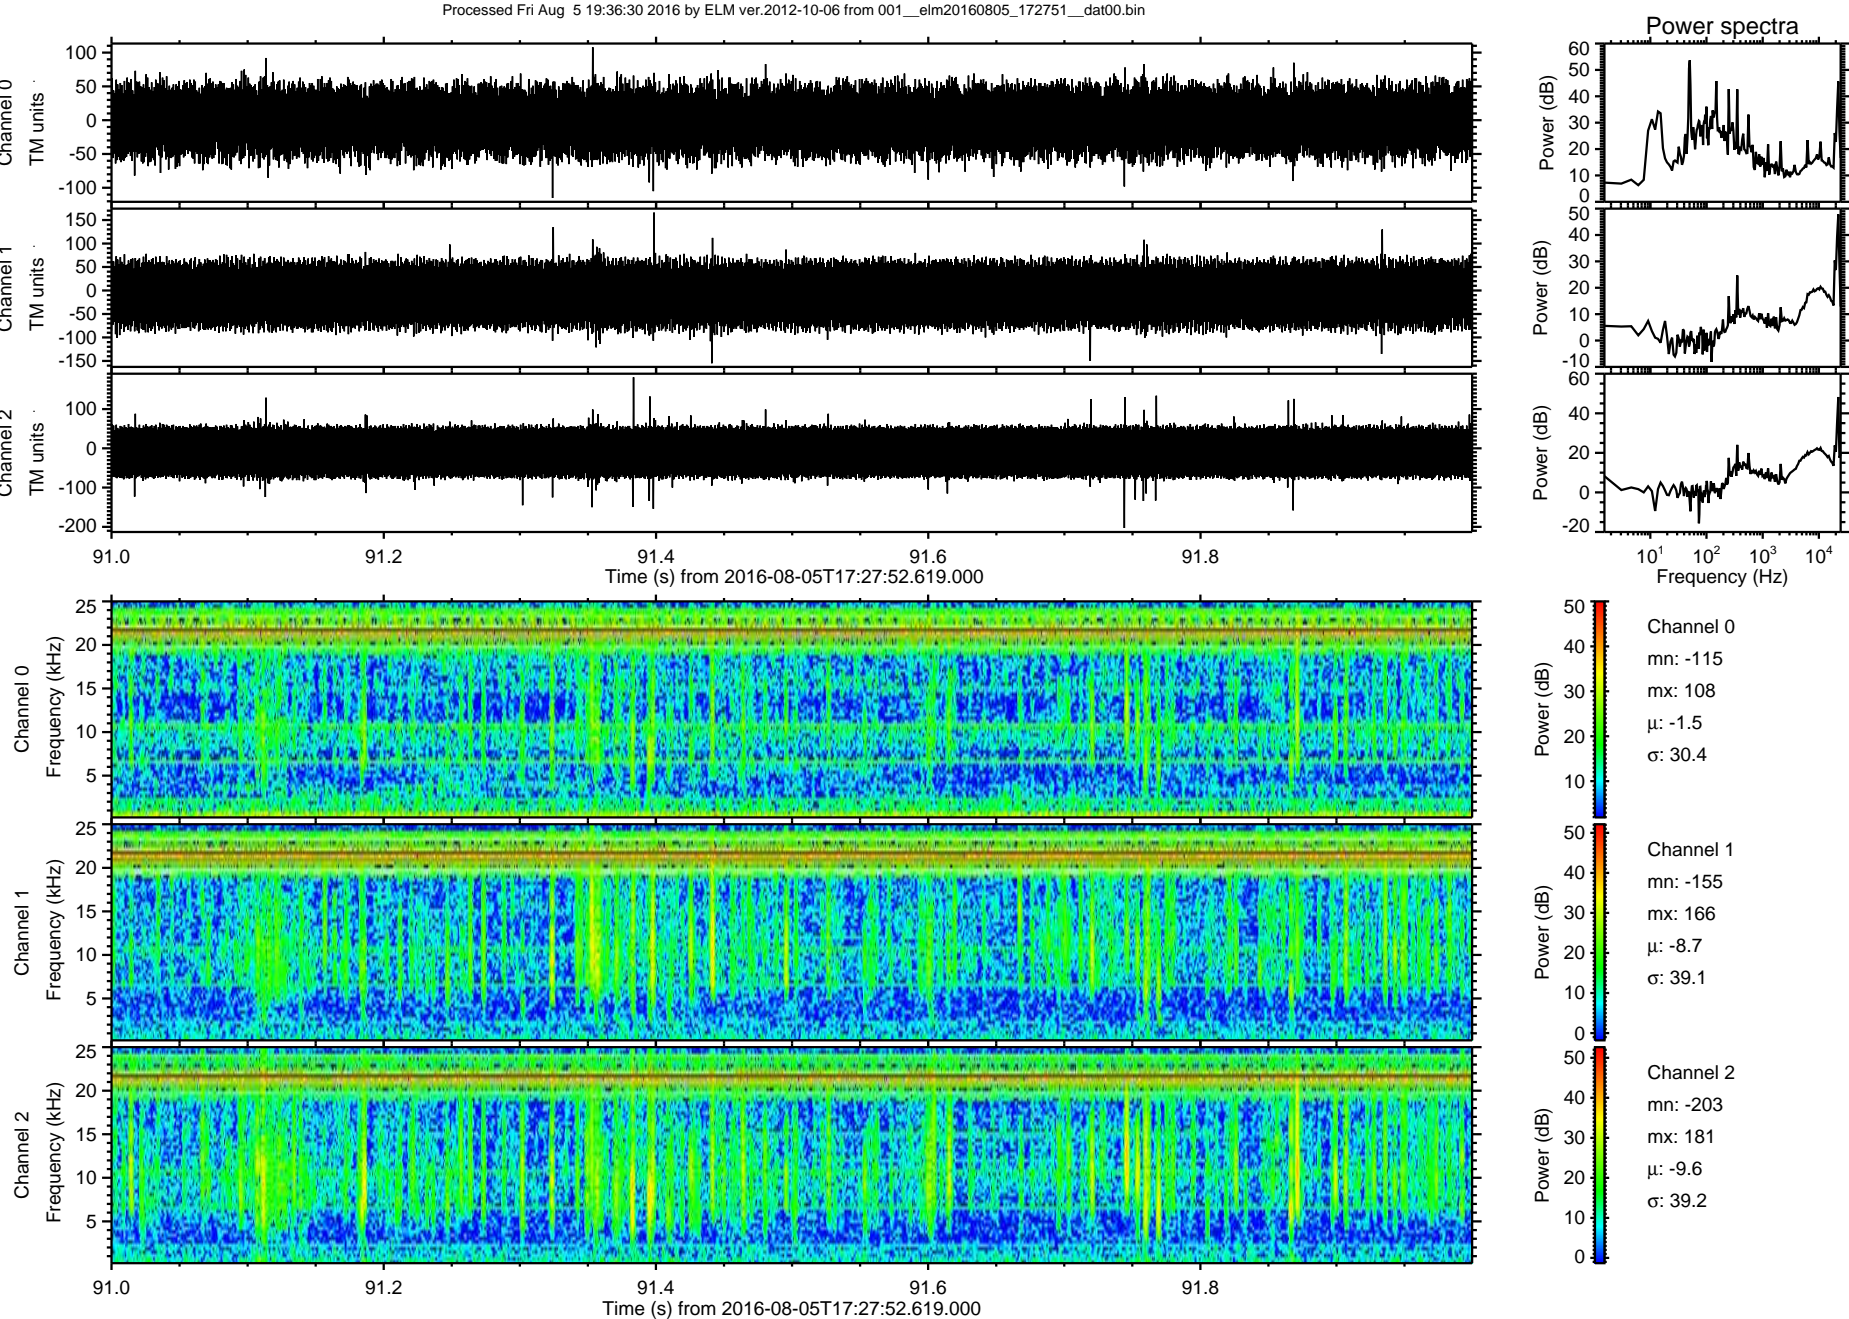 Processed Fri Aug  5 19:36:30 2016 by ELM ver.2012-10-06 from 001__elm20160805_172751__dat00.bin
Power spectra
Channel 0
TM units
100
50
0
-50
-100
Power (dB)
60
50
40
30
20
10
0
Channel 1
TM units
150
100
50
0
-50
-100
-150
Power (dB)
50
40
30
20
10
0
-10
Channel 2
TM units
100
0
-100
-200
Power (dB)
60
40
20
0
-20
91.0 91.2 91.4 91.6 91.8
Time (s) from 2016-08-05T17:27:52.619.000
10¹ 10² 10³ 10⁴
Frequency (Hz)
Channel 0
Frequency (kHz)
25
20
15
10
5
Power (dB)
50
40
30
20
10
Channel 0
mn: -115
mx: 108
μ: -1.5
σ: 30.4
Channel 1
Frequency (kHz)
25
20
15
10
5
Power (dB)
50
40
30
20
10
0
Channel 1
mn: -155
mx: 166
μ: -8.7
σ: 39.1
Channel 2
Frequency (kHz)
25
20
15
10
5
Power (dB)
50
40
30
20
10
0
Channel 2
mn: -203
mx: 181
μ: -9.6
σ: 39.2
91.0 91.2 91.4 91.6 91.8
Time (s) from 2016-08-05T17:27:52.619.000